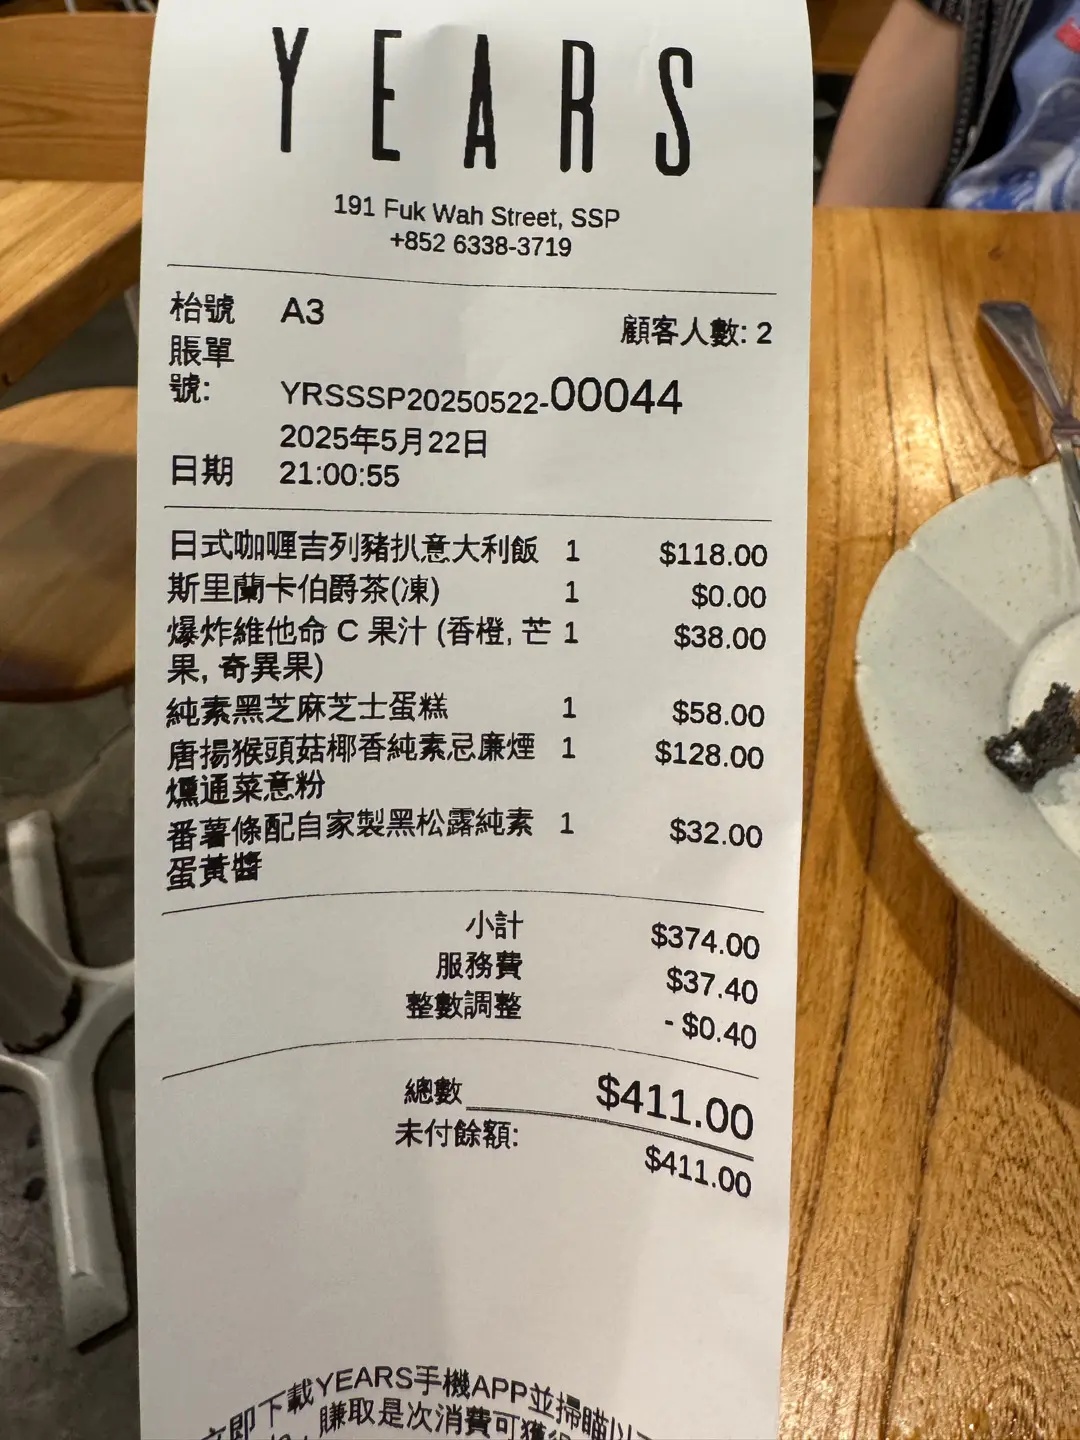 YEARS
191 Fuk Wah Street, SSP
+852 6338-3719
枱號 A3 顧客人數: 2
賬單
號: YRSSSP20250522-00044
2025年5月22日
日期 21:00:55
日式咖喱吉列豬扒意大利飯 1 $118.00
斯里蘭卡伯爵茶(凍) 1 $0.00
爆炸維他命 C 果汁 (香橙, 芒 1 $38.00
果, 奇異果)
純素黑芝麻芝士蛋糕 1 $58.00
唐揚猴頭菇椰香純素忌廉煙 1 $128.00
燻通菜意粉
番薯條配自家製黑松露純素 1 $32.00
蛋黃醬
小計 $374.00
服務費 $37.40
整數調整 - $0.40
總數 $411.00
未付餘額: $411.00
立即下載YEARS手機APP並掃瞄以
賺取是次消費可獲